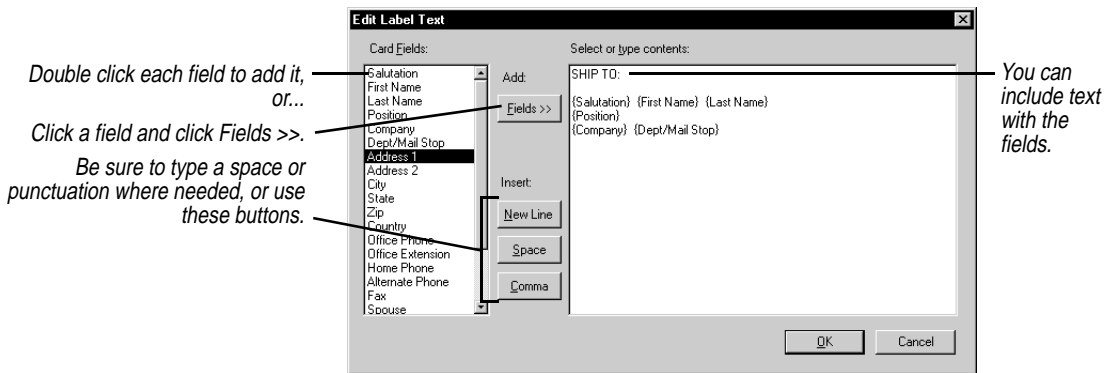 Edit Label Text
Card Fields:
Select or type contents:
Double click each field to add it,
or...
Click a field and click Fields >>.
Be sure to type a space or
punctuation where needed, or use
these buttons.
Salutation
First Name
Last Name
Position
Company
Dept/Mail Stop
Address 1
Address 2
City
State
Zip
Country
Office Phone
Office Extension
Home Phone
Alternate Phone
Fax
Spouse
Add:
Fields >>
Insert:
New Line
Space
Comma
SHIP TO:
{Salutation} {First Name} {Last Name}
{Position}
{Company} {Dept/Mail Stop}
You can
include text
with the
fields.
OK
Cancel